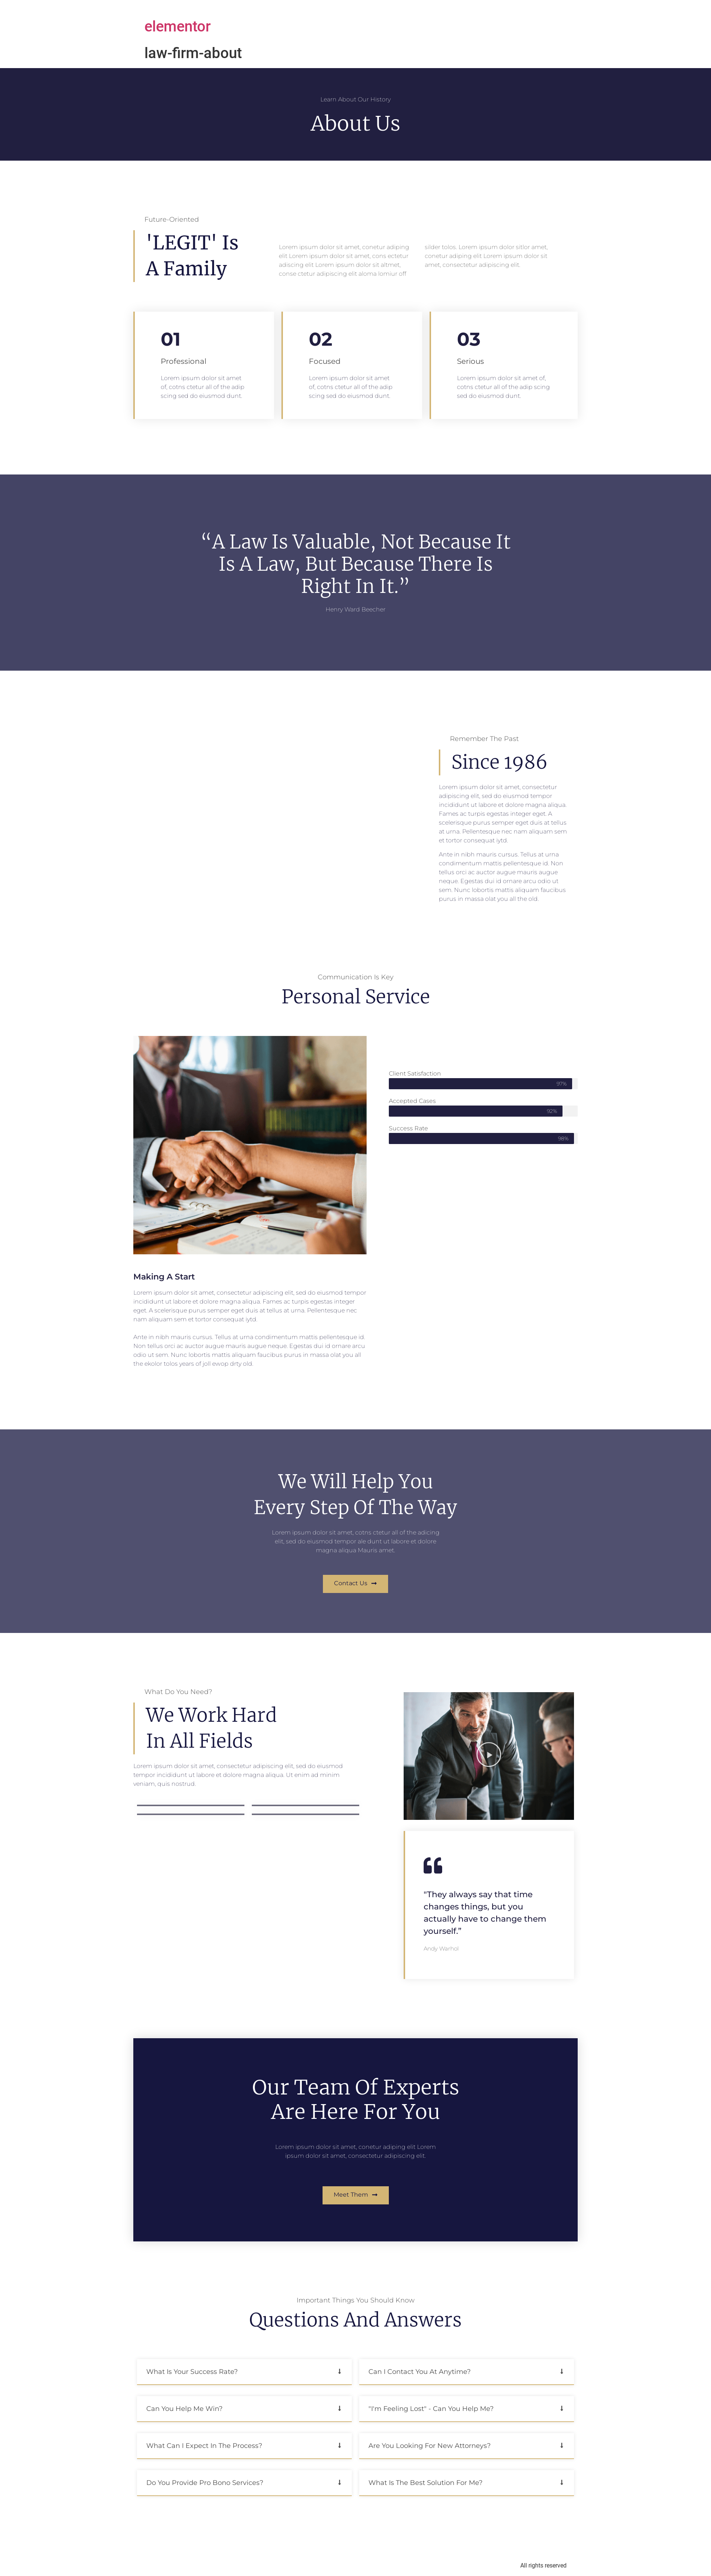 elementor
law-firm-about
Learn About Our History
About Us
Future-Oriented
'LEGIT' Is
A Family
Lorem ipsum dolor sit amet, conetur adiping
elit Lorem ipsum dolor sit amet, cons ectetur
adiscing elit Lorem ipsum dolor sit altmet,
conse ctetur adipiscing elit aloma lomiur off
silder tolos. Lorem ipsum dolor sitlur amet,
conetur adiping elit Lorem ipsum dolor sit
amet, consectetur adipiscing elit.
01
Professional
Lorem ipsum dolor sit amet
of, cotns ctetur all of the adip
scing sed do eiusmod dunt.
02
Focused
Lorem ipsum dolor sit amet
of, cotns ctetur all of the adip
scing sed do eiusmod dunt.
03
Serious
Lorem ipsum dolor sit amet of,
cotns ctetur all of the adip scing
sed do eiusmod dunt.
“A Law Is Valuable, Not Because It
Is A Law, But Because There Is
Right In It.”
Henry Ward Beecher
Remember The Past
Since 1986
Lorem ipsum dolor sit amet, consectetur
adipiscing elit, sed do eiusmod tempor
incididunt ut labore et dolore magna aliqua.
Fames ac turpis egestas integer eget. A
scelerisque purus semper eget duis at tellus
at urna. Pellentesque nec nam aliquam sem
et tortor consequat iytd.
Ante in nibh mauris cursus. Tellus at urna
condimentum mattis pellentesque id. Non
tellus orci ac auctor augue mauris augue
neque. Egestas dui id ornare arcu odio ut
sem. Nunc lobortis mattis aliquam faucibus
purus in massa olat you all the old.
Communication Is Key
Personal Service
Client Satisfaction
97%
Accepted Cases
92%
Success Rate
98%
Making A Start
Lorem ipsum dolor sit amet, consectetur adipiscing elit, sed do eiusmod tempor
incididunt ut labore et dolore magna aliqua. Fames ac turpis egestas integer
eget. A scelerisque purus semper eget duis at tellus at urna. Pellentesque nec
nam aliquam sem et tortor consequat iytd.
Ante in nibh mauris cursus. Tellus at urna condimentum mattis pellentesque id.
Non tellus orci ac auctor augue mauris augue neque. Egestas dui id ornare arcu
odio ut sem. Nunc lobortis mattis aliquam faucibus purus in massa olat you all
the ekolor tolos years of joll ewop drty old.
We Will Help You
Every Step Of The Way
Lorem ipsum dolor sit amet, cotns ctetur all of the adicing
elit, sed do eiusmod tempor ale dunt ut labore et dolore
magna aliqua Mauris amet.
Contact Us
What Do You Need?
We Work Hard
In All Fields
Lorem ipsum dolor sit amet, consectetur adipiscing elit, sed do eiusmod
tempor incididunt ut labore et dolore magna aliqua. Ut enim ad minim
veniam, quis nostrud.
"They always say that time
changes things, but you
actually have to change them
yourself.”
Andy Warhol
Our Team Of Experts
Are Here For You
Lorem ipsum dolor sit amet, conetur adiping elit Lorem
ipsum dolor sit amet, consectetur adipiscing elit.
Meet Them
Important Things You Should Know
Questions And Answers
What Is Your Success Rate?
Can I Contact You At Anytime?
Can You Help Me Win?
"I'm Feeling Lost" - Can You Help Me?
What Can I Expect In The Process?
Are You Looking For New Attorneys?
Do You Provide Pro Bono Services?
What Is The Best Solution For Me?
All rights reserved